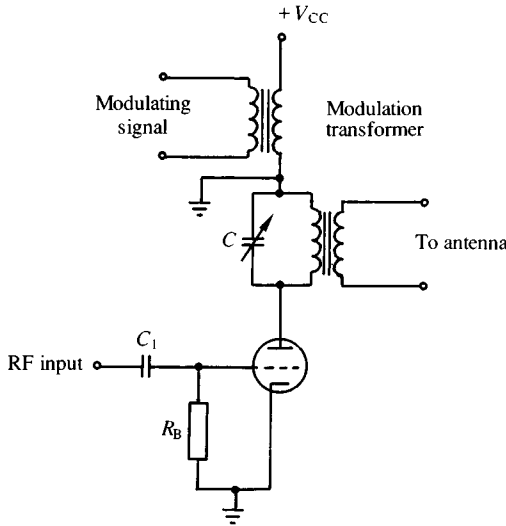 + V_CC
Modulating
signal
Modulation
transformer
C
To antenna
C_1
RF input
R_B